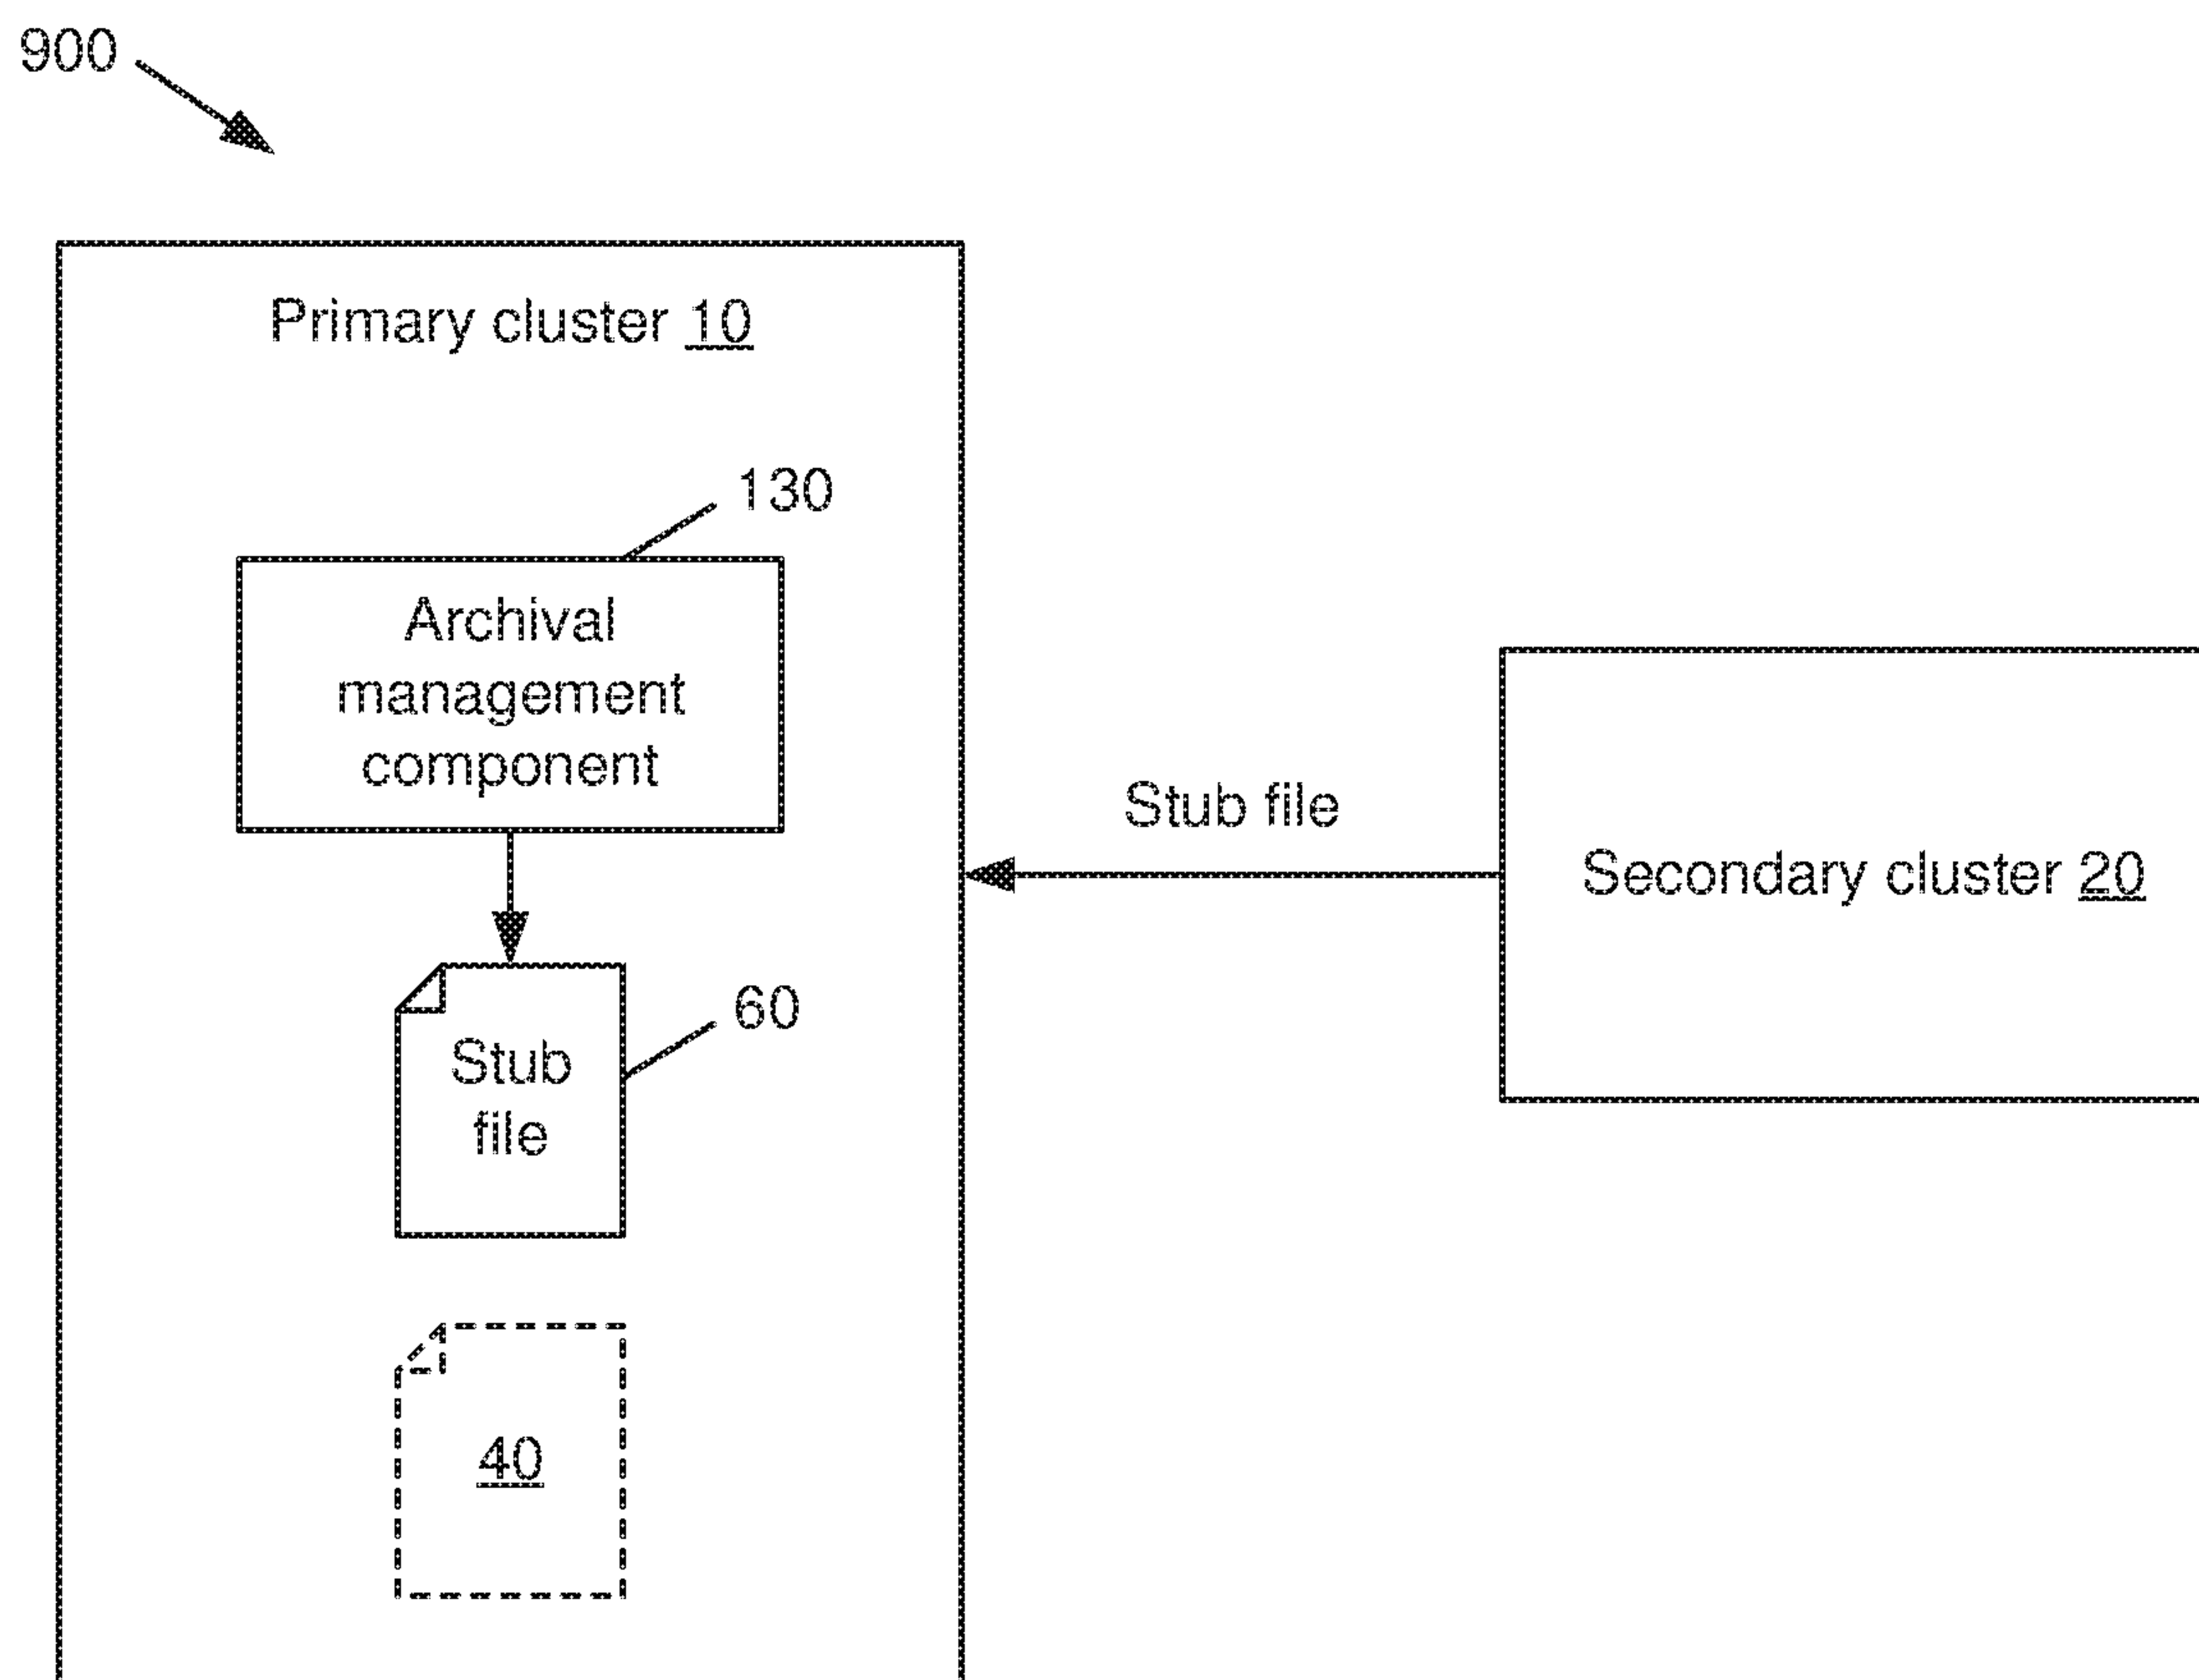 900
Primary cluster 10
130
Archival
management
component
Stub file
Secondary cluster 20
60
Stub
file
40